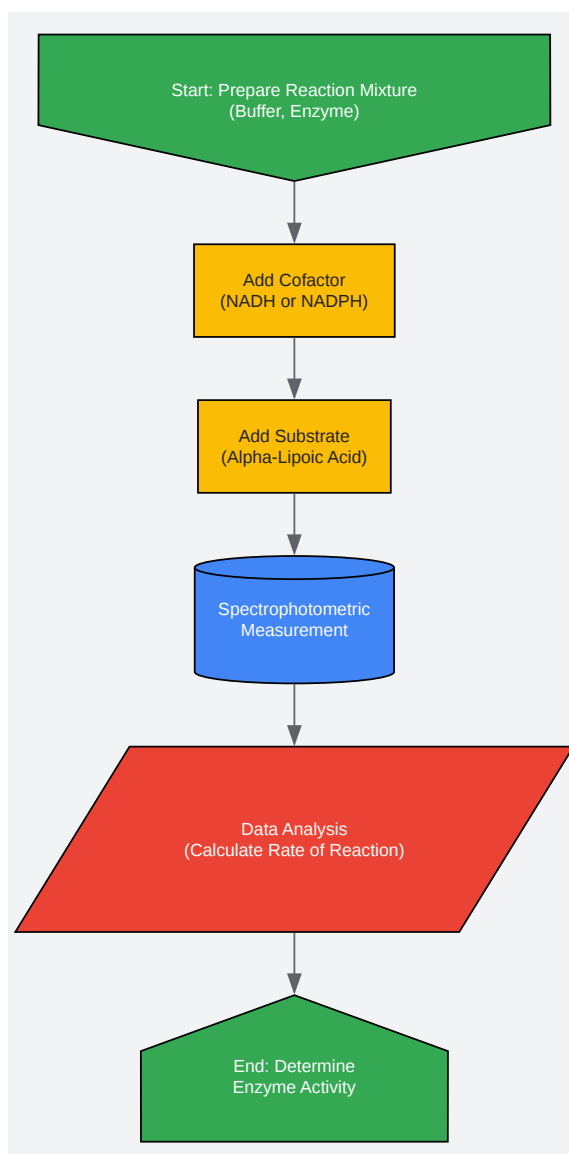 Start: Prepare Reaction Mixture
(Buffer, Enzyme)
Add Cofactor
(NADH or NADPH)
Add Substrate
(Alpha-Lipoic Acid)
Spectrophotometric
Measurement
Data Analysis
(Calculate Rate of Reaction)
End: Determine
Enzyme Activity